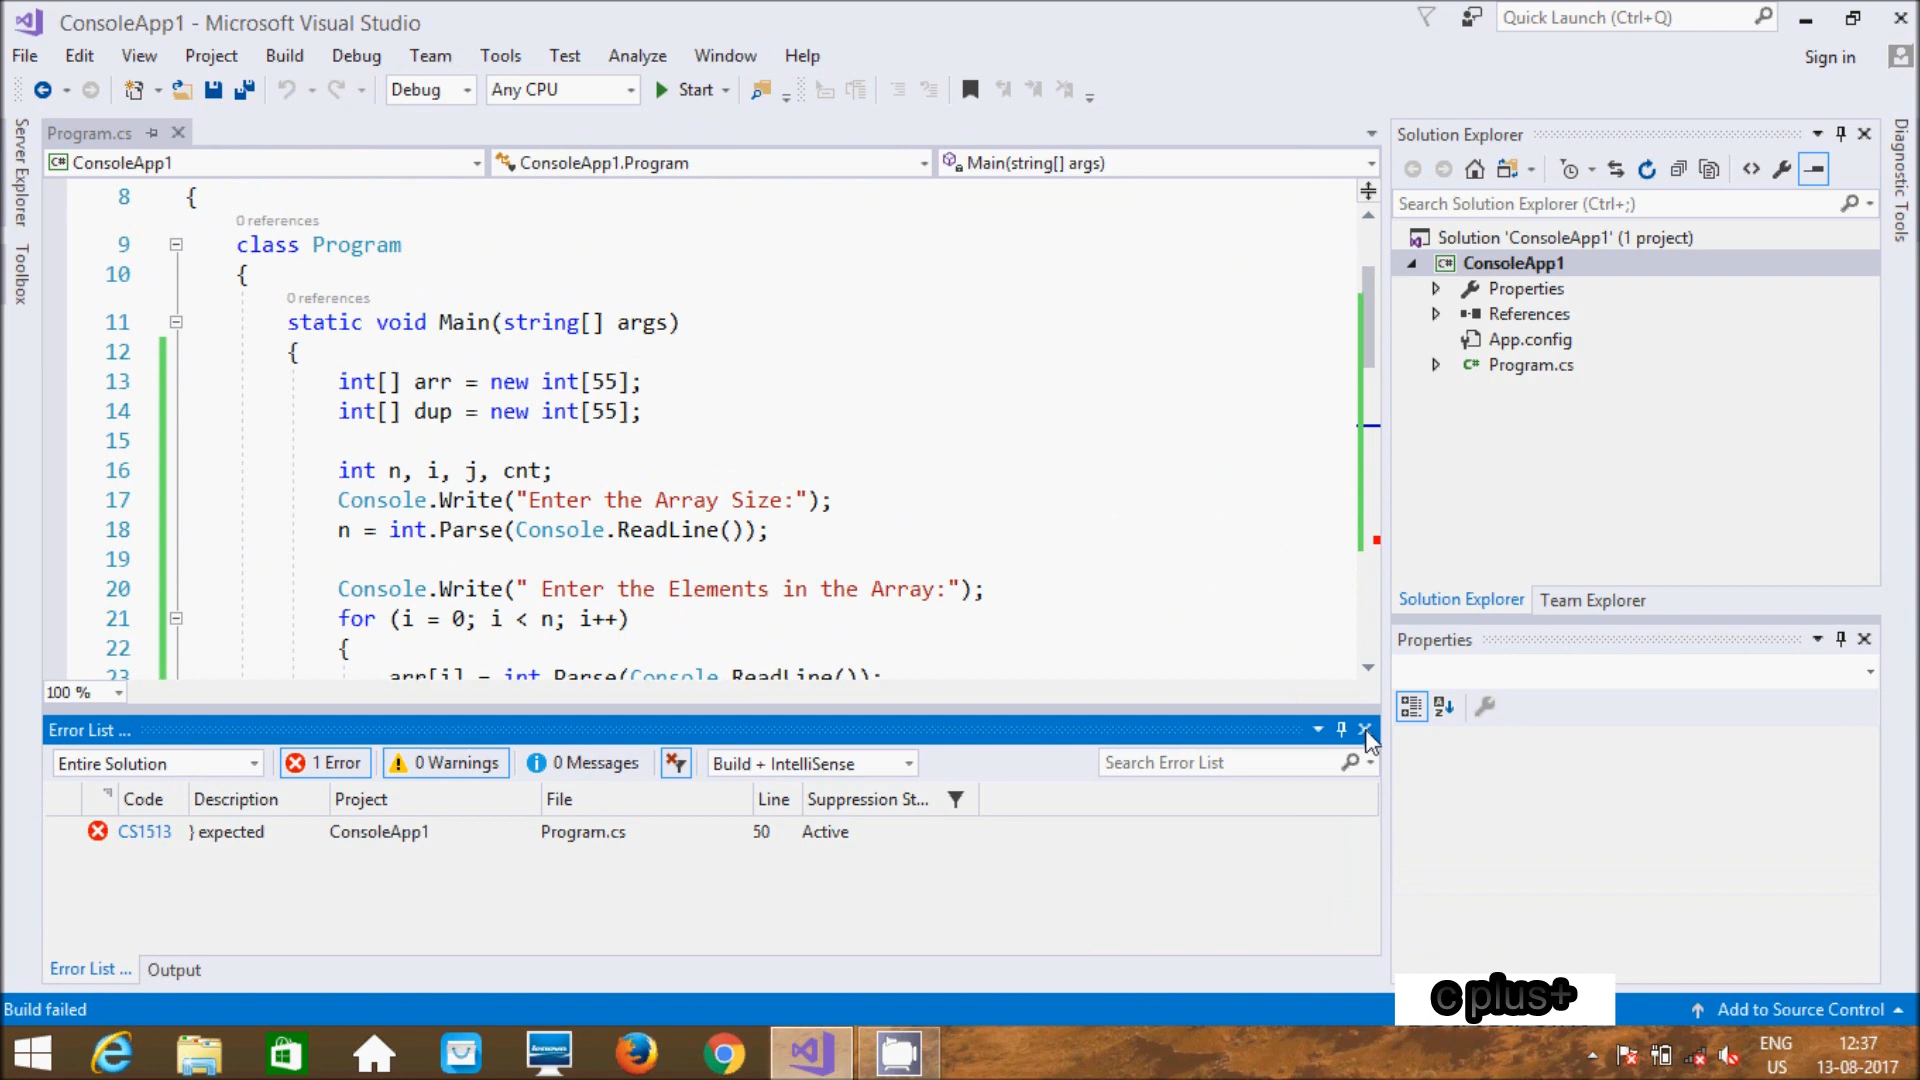 ConsoleApp1 - Microsoft Visual Studio
Quick Launch (Ctrl+Q)
File Edit View Project Build Debug Team Tools Test Analyze Window Help
Sign in
Debug Any CPU Start
Server Explorer
Toolbox
Program.cs
C# ConsoleApp1 ConsoleApp1.Program Main(string[] args)
8 {
0 references
9 class Program
10 {
0 references
11 static void Main(string[] args)
12 {
13 int[] arr = new int[55];
14 int[] dup = new int[55];
15
16 int n, i, j, cnt;
17 Console.Write("Enter the Array Size:");
18 n = int.Parse(Console.ReadLine());
19
20 Console.Write(" Enter the Elements in the Array:");
21 for (i = 0; i < n; i++)
22 {
23 arr[i] = int.Parse(Console.ReadLine());
100 %
Solution Explorer
Search Solution Explorer (Ctrl+;)
Solution 'ConsoleApp1' (1 project)
C# ConsoleApp1
Properties
References
App.config
C# Program.cs
Solution Explorer Team Explorer
Properties
Diagnostic Tools
Error List ...
Entire Solution 1 Error 0 Warnings 0 Messages Build + IntelliSense Search Error List
Code Description Project File Line Suppression St...
CS1513 } expected ConsoleApp1 Program.cs 50 Active
Error List ... Output
Build failed
c plus+
Add to Source Control
ENG
US
12:37
13-08-2017